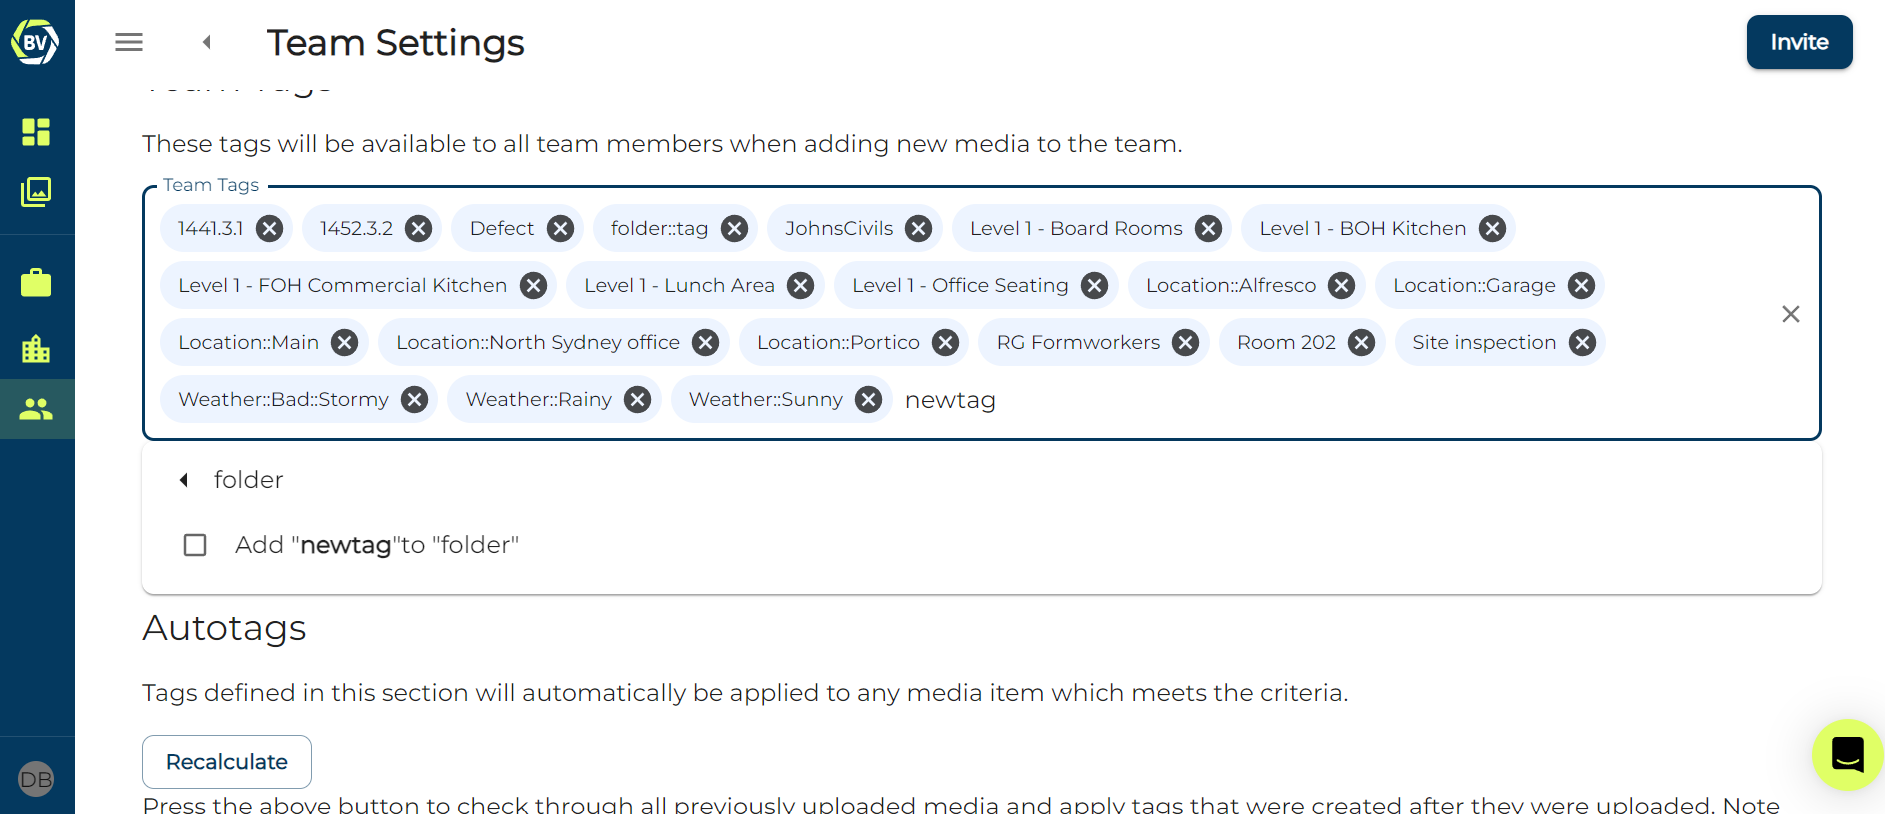 BV
Team Settings
Invite
Team Tags
These tags will be available to all team members when adding new media to the team.
Team Tags
1441.3.1 1452.3.2 Defect folder::tag JohnsCivils Level 1 - Board Rooms Level 1 - BOH Kitchen
Level 1 - FOH Commercial Kitchen Level 1 - Lunch Area Level 1 - Office Seating Location::Alfresco Location::Garage
Location::Main Location::North Sydney office Location::Portico RG Formworkers Room 202 Site inspection
Weather::Bad::Stormy Weather::Rainy Weather::Sunny newtag
folder
Add "newtag"to "folder"
Autotags
Tags defined in this section will automatically be applied to any media item which meets the criteria.
Recalculate
DB
Press the above button to check through all previously uploaded media and apply tags that were created after they were uploaded. Note